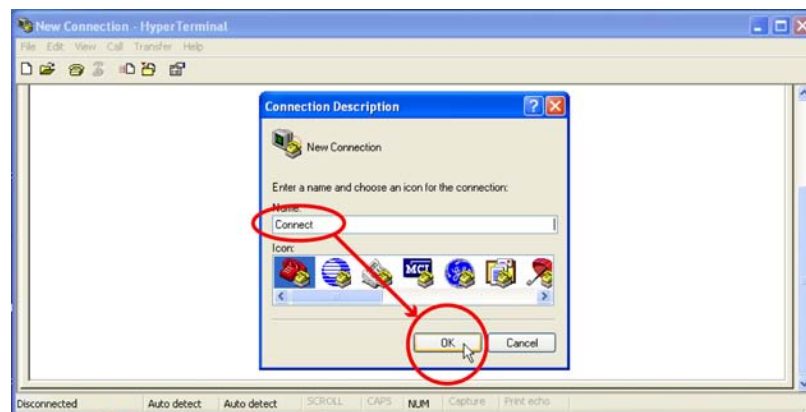 New Connection - HyperTerminal
File Edit View Call Transfer Help
Connection Description
New Connection
Enter a name and choose an icon for the connection:
Name:
Connect
Icon:
MCI
OK Cancel
Disconnected Auto detect Auto detect SCROLL CAPS NUM Capture Print echo